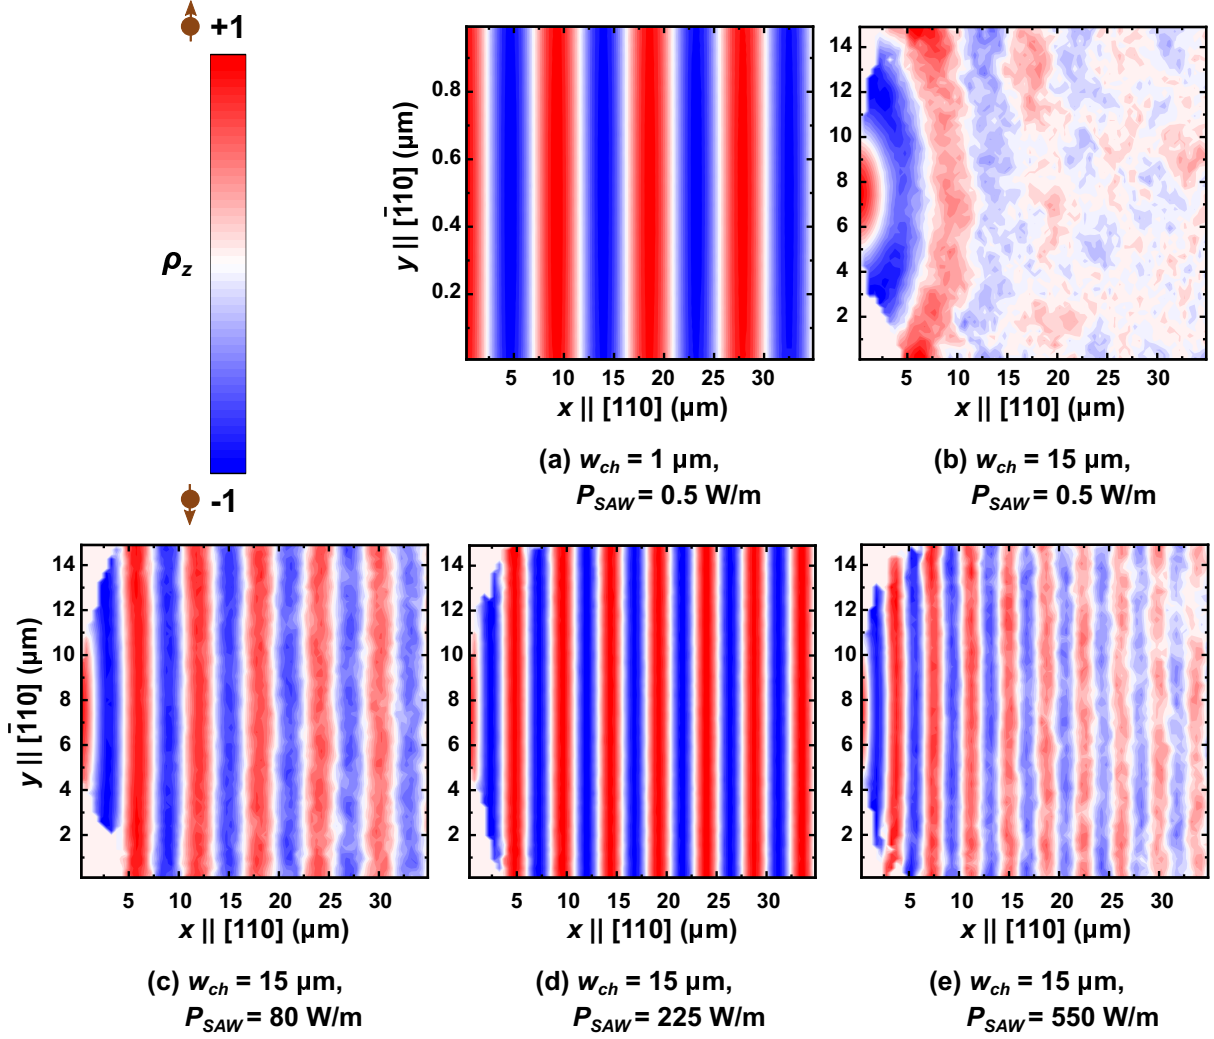 +1
ρz
-1
0.8
0.6
0.4
0.2
y || [1̄10] (µm)
5 10 15 20 25 30
x || [110] (µm)
(a) wch = 1 µm,
PSAW = 0.5 W/m
14
12
10
8
6
4
2
5 10 15 20 25 30
x || [110] (µm)
(b) wch = 15 µm,
PSAW = 0.5 W/m
14
12
10
8
6
4
2
y || [1̄10] (µm)
5 10 15 20 25 30
x || [110] (µm)
(c) wch = 15 µm,
PSAW = 80 W/m
14
12
10
8
6
4
2
5 10 15 20 25 30
x || [110] (µm)
(d) wch = 15 µm,
PSAW = 225 W/m
14
12
10
8
6
4
2
5 10 15 20 25 30
x || [110] (µm)
(e) wch = 15 µm,
PSAW = 550 W/m